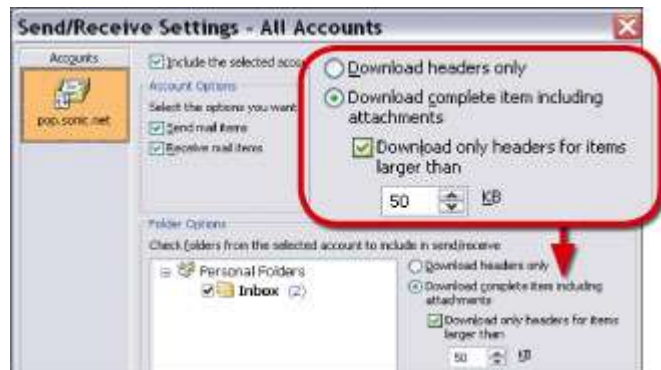 Send/Receive Settings - All Accounts
Accounts
pop.sonic.net
Include the selected
Account Options
Select the options you want
Send mail items
Receive mail items
Download headers only
Download complete item including
attachments
Download only headers for items
larger than
50 KB
Folder Options
Check folders from the selected account to include in send/receive
Personal Folders
Inbox (2)
Download headers only
Download complete item including
attachments
Download only headers for items
larger than
50 KB